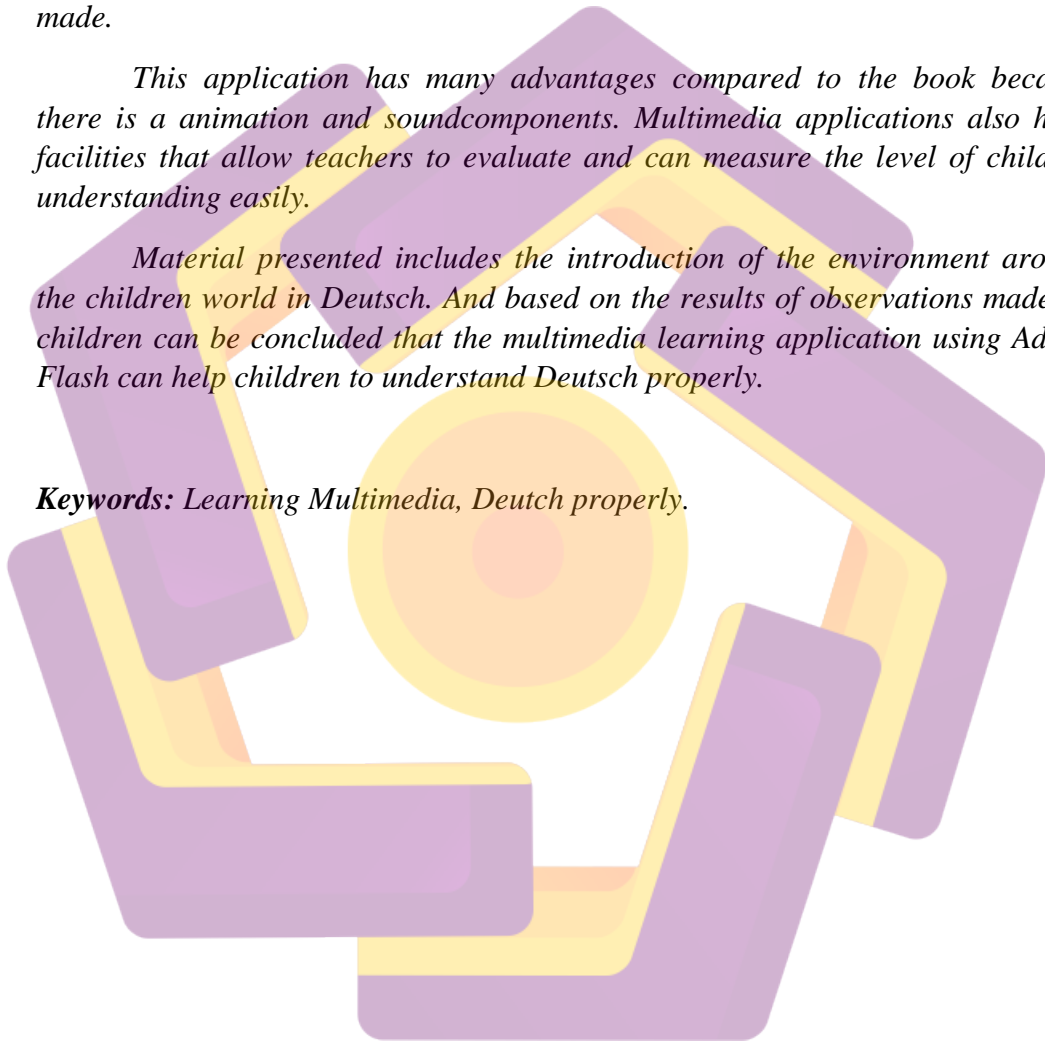 made.
This application has many advantages compared to the book beca
there is a animation and soundcomponents. Multimedia applications also h
facilities that allow teachers to evaluate and can measure the level of child
understanding easily.
Material presented includes the introduction of the environment aro
the children world in Deutsch. And based on the results of observations made
children can be concluded that the multimedia learning application using Ad
Flash can help children to understand Deutsch properly.
Keywords: Learning Multimedia, Deutch properly.